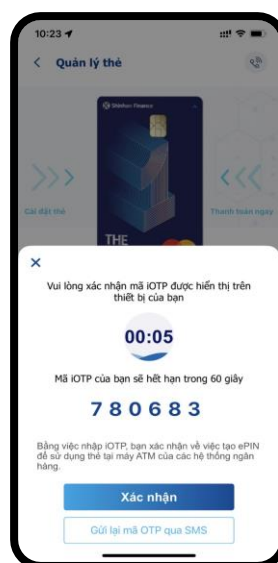 10:23
Quản lý thẻ
Shinhan Finance
Cài đặt thẻ
Thanh toán ngay
THE
Vui lòng xác nhận mã iOTP được hiển thị trên
thiết bị của bạn
00:05
Mã iOTP của bạn sẽ hết hạn trong 60 giây
780683
Bằng việc nhập iOTP, bạn xác nhận về việc tạo ePIN
để sử dụng thẻ tại máy ATM của các hệ thống ngân
hàng.
Xác nhận
Gửi lại mã OTP qua SMS